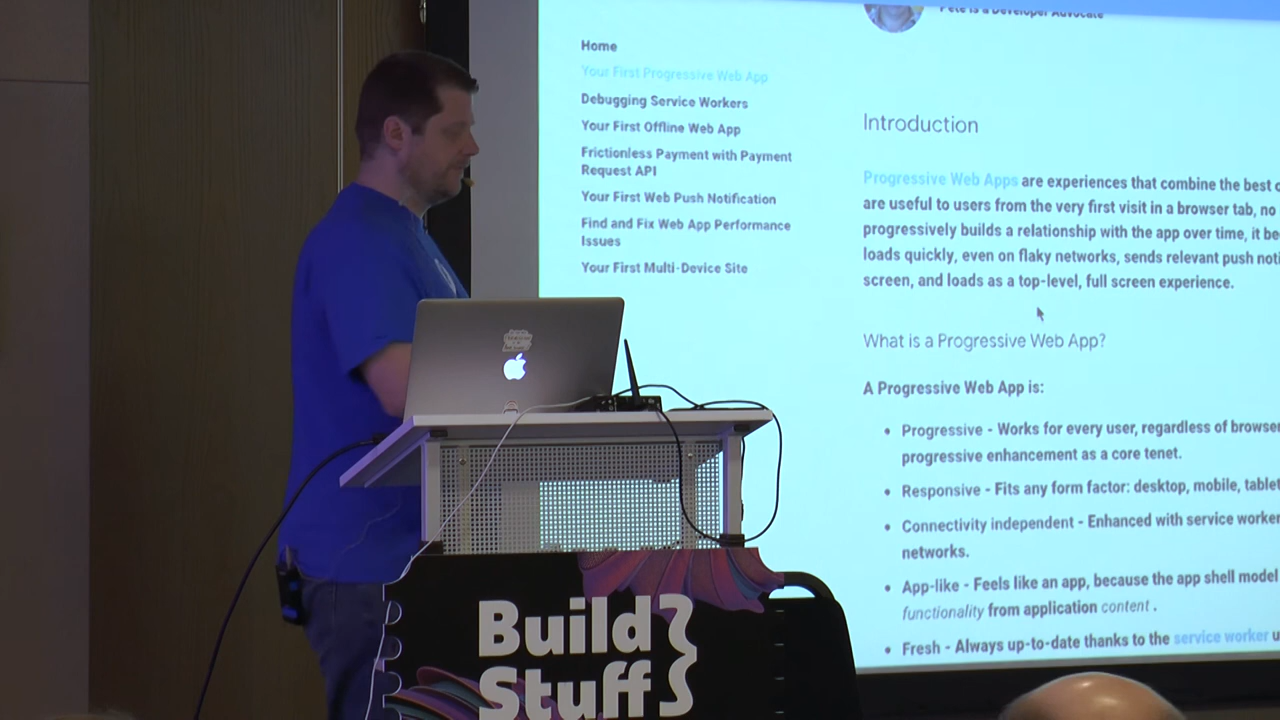 Pete is a Developer Advocate
Home
Your First Progressive Web App
Debugging Service Workers
Your First Offline Web App
Frictionless Payment with Payment
Request API
Your First Web Push Notification
Find and Fix Web App Performance
Issues
Your First Multi-Device Site
Introduction
Progressive Web Apps are experiences that combine the best
are useful to users from the very first visit in a browser tab, no
progressively builds a relationship with the app over time, it
loads quickly, even on flaky networks, sends relevant push
screen, and loads as a top-level, full screen experience.
What is a Progressive Web App?
A Progressive Web App is:
• Progressive - Works for every user, regardless of browser
progressive enhancement as a core tenet.
• Responsive - Fits any form factor: desktop, mobile, tablet
• Connectivity independent - Enhanced with service worker
networks.
• App-like - Feels like an app, because the app shell model
functionality from application content .
• Fresh - Always up-to-date thanks to the service worker
Build
Stuff